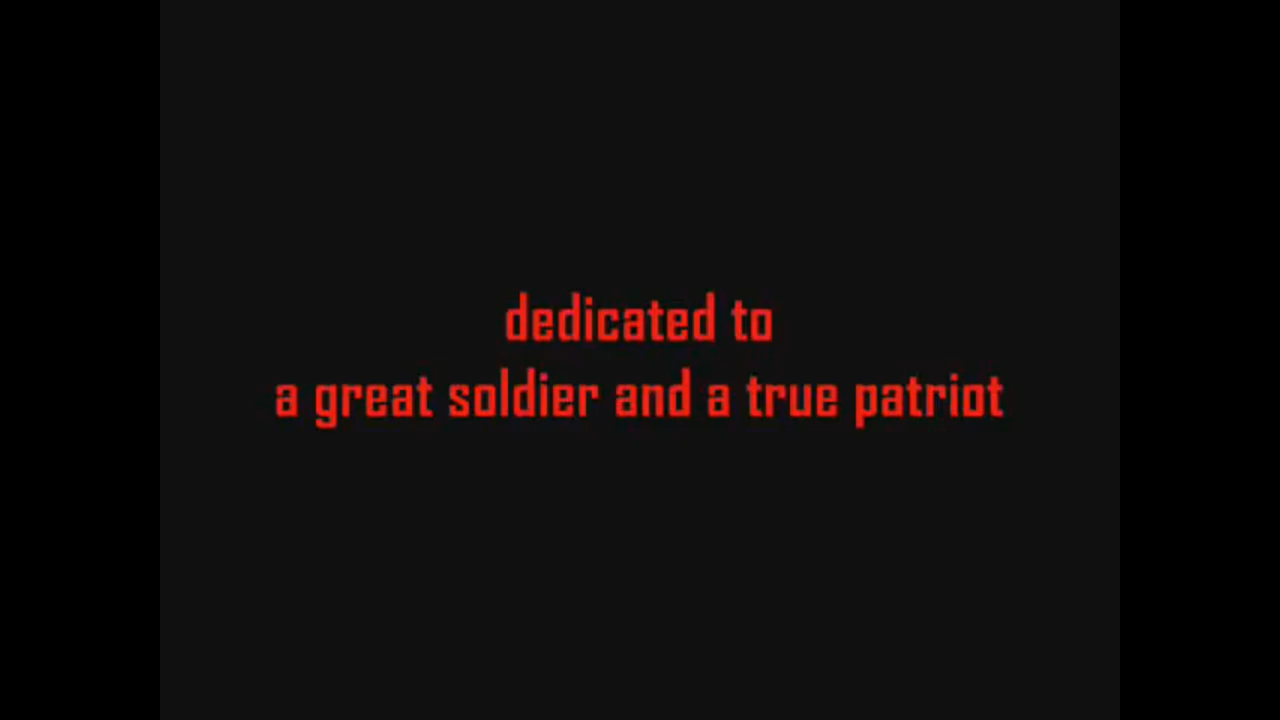 dedicated to
a great soldier and a true patriot